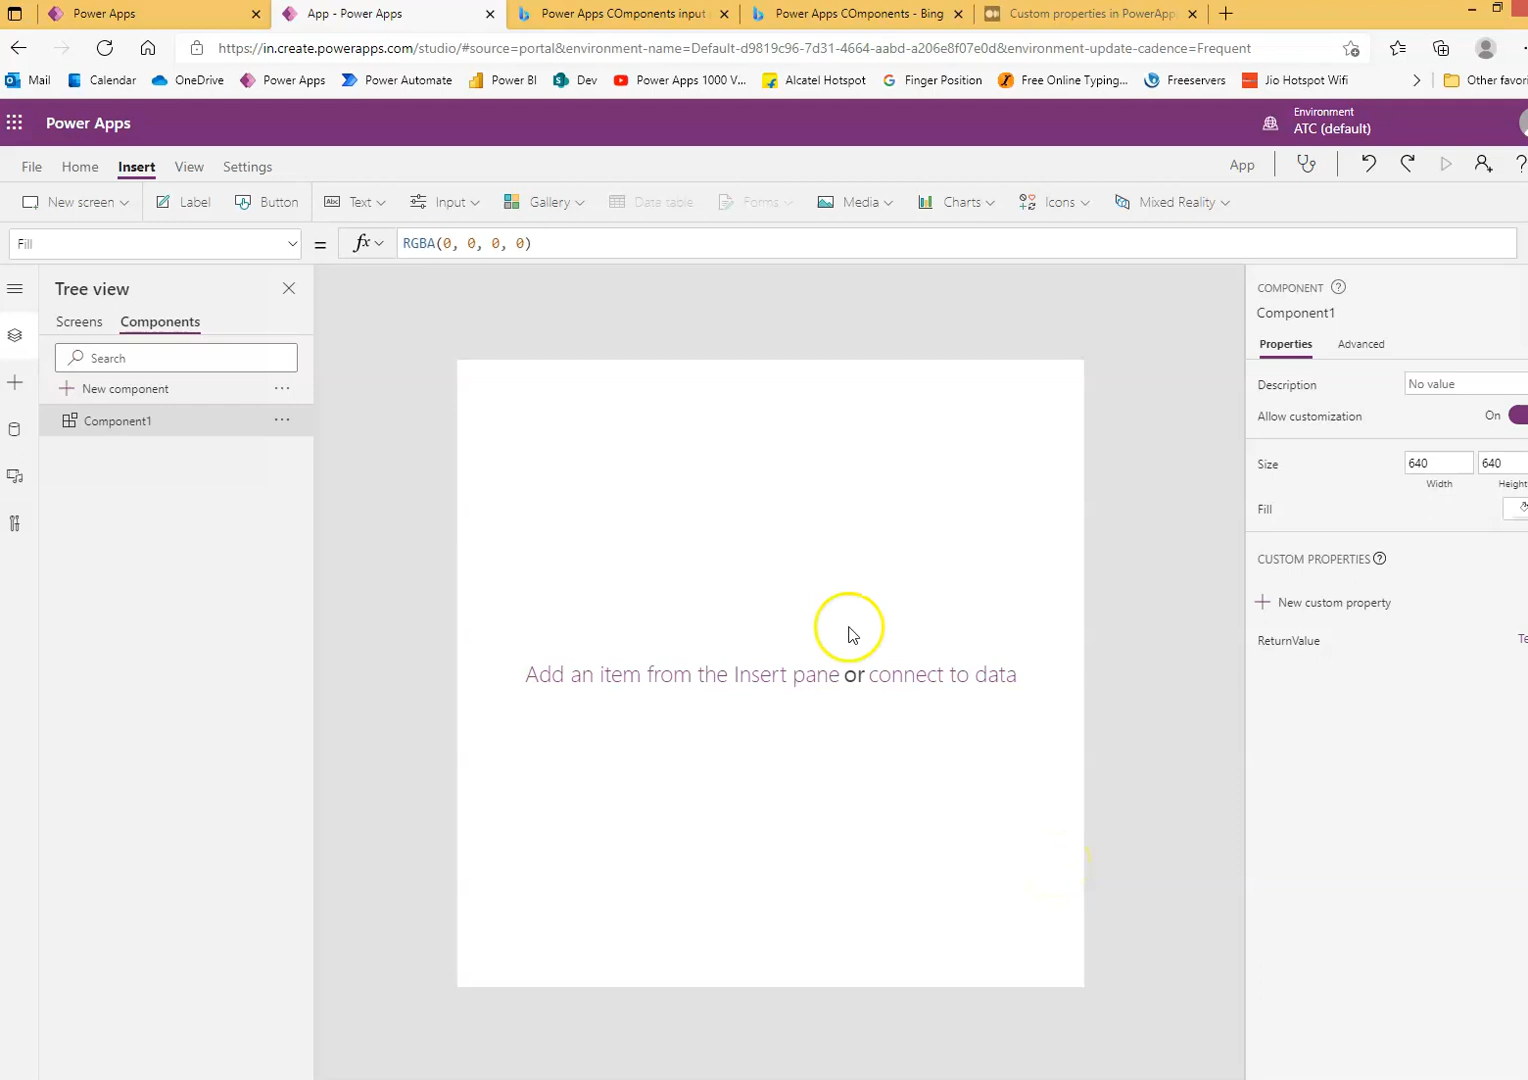 Power Apps
App - Power Apps
Power Apps COmponents input
Power Apps COmponents - Bing
Custom properties in PowerApp
https://in.create.powerapps.com/studio/#source=portal&environment-name=Default-d9819c96-7d31-4664-aabd-a206e8f07e0d&environment-update-cadence=Frequent
Mail
Calendar
OneDrive
Power Apps
Power Automate
Power BI
Dev
Power Apps 1000 V...
Alcatel Hotspot
Finger Position
Free Online Typing...
Freeservers
Jio Hotspot Wifi
Other favori
Power Apps
Environment
ATC (default)
File
Home
Insert
View
Settings
App
New screen
Label
Button
Abc
Text
Input
Gallery
Data table
Forms
Media
Charts
Icons
Mixed Reality
Fill
=
fx
RGBA(0, 0, 0, 0)
Tree view
Screens
Components
Search
New component
...
Component1
...
Add an item from the Insert pane or connect to data
COMPONENT
Component1
Properties
Advanced
Description
No value
Allow customization
On
Size
640
640
Width
Height
Fill
CUSTOM PROPERTIES
New custom property
ReturnValue
Te